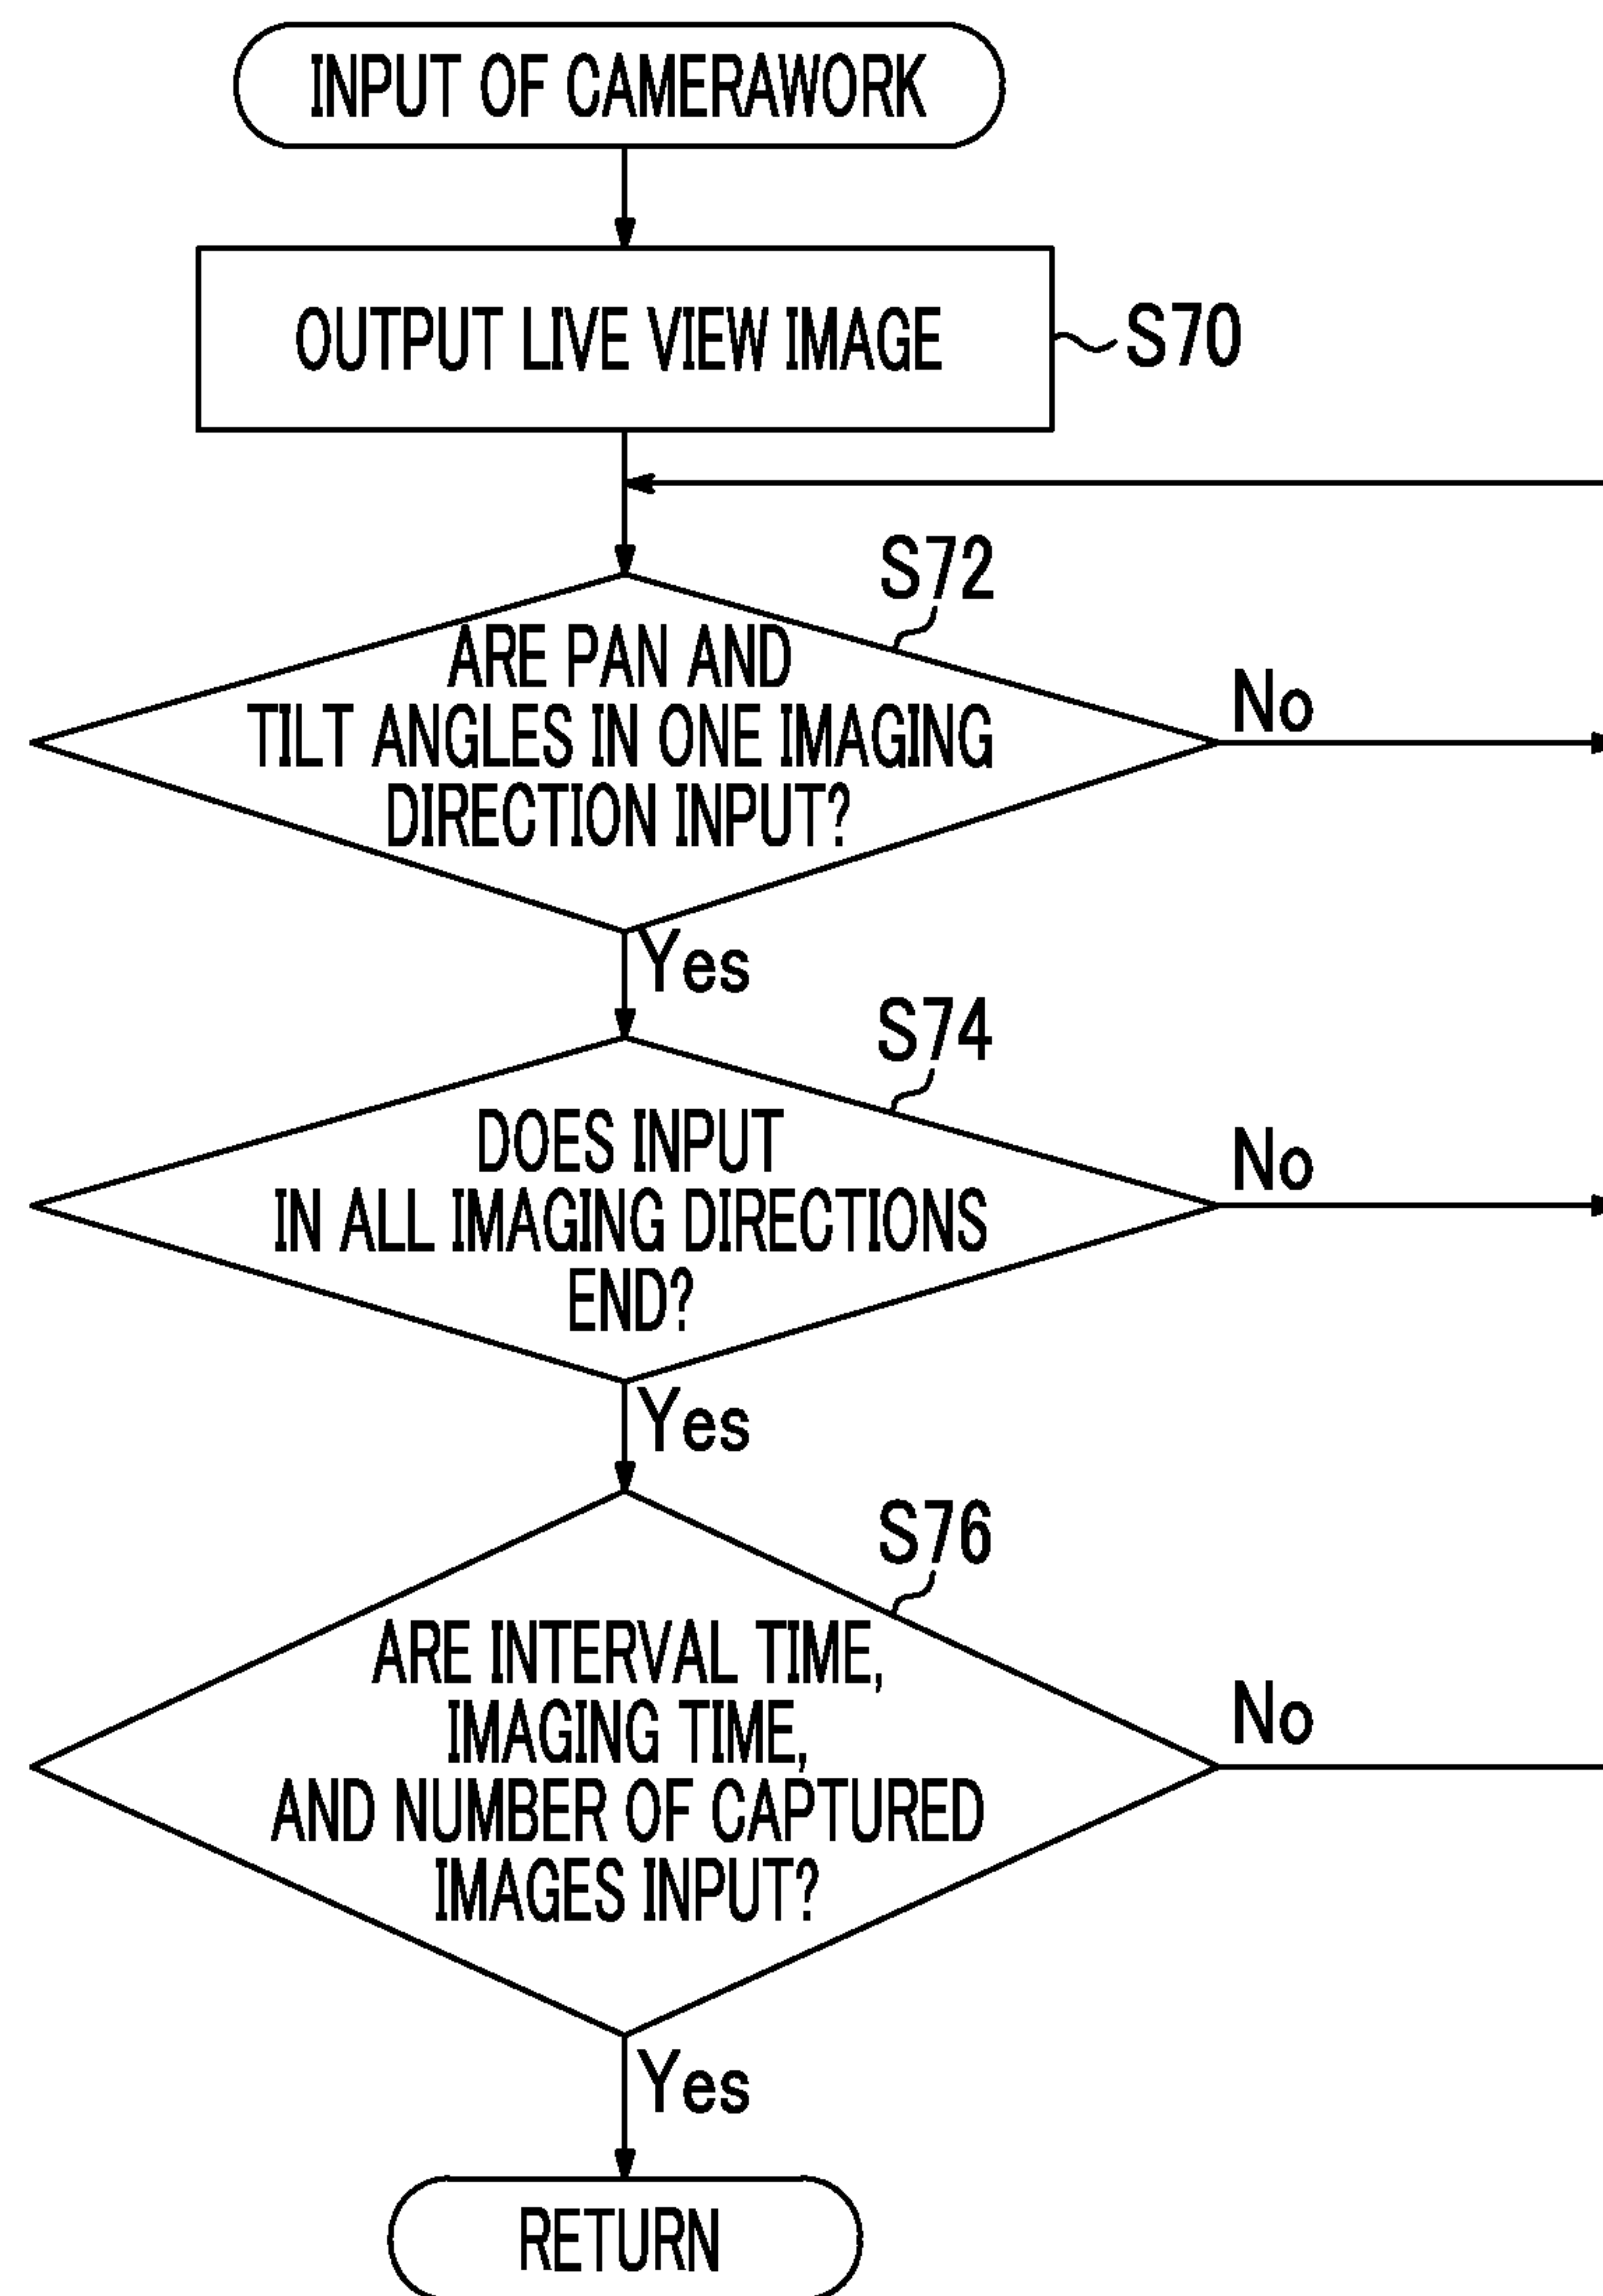 INPUT OF CAMERAWORK
OUTPUT LIVE VIEW IMAGE
S70
S72
ARE PAN AND
TILT ANGLES IN ONE IMAGING
DIRECTION INPUT?
No
Yes
S74
DOES INPUT
IN ALL IMAGING DIRECTIONS
END?
No
Yes
S76
ARE INTERVAL TIME,
IMAGING TIME,
AND NUMBER OF CAPTURED
IMAGES INPUT?
No
Yes
RETURN